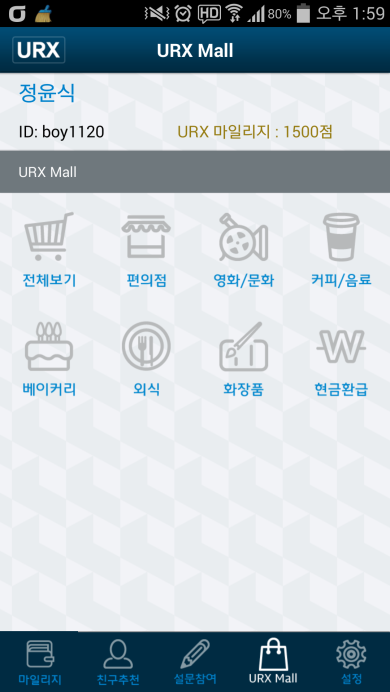 HD 80% 오후 1:59
URX URX Mall
정윤식
ID: boy1120 URX 마일리지 : 1500점
URX Mall
전체보기 편의점 영화/문화 커피/음료
베이커리 외식 화장품 현금환급
마일리지 친구추천 설문참여 URX Mall 설정